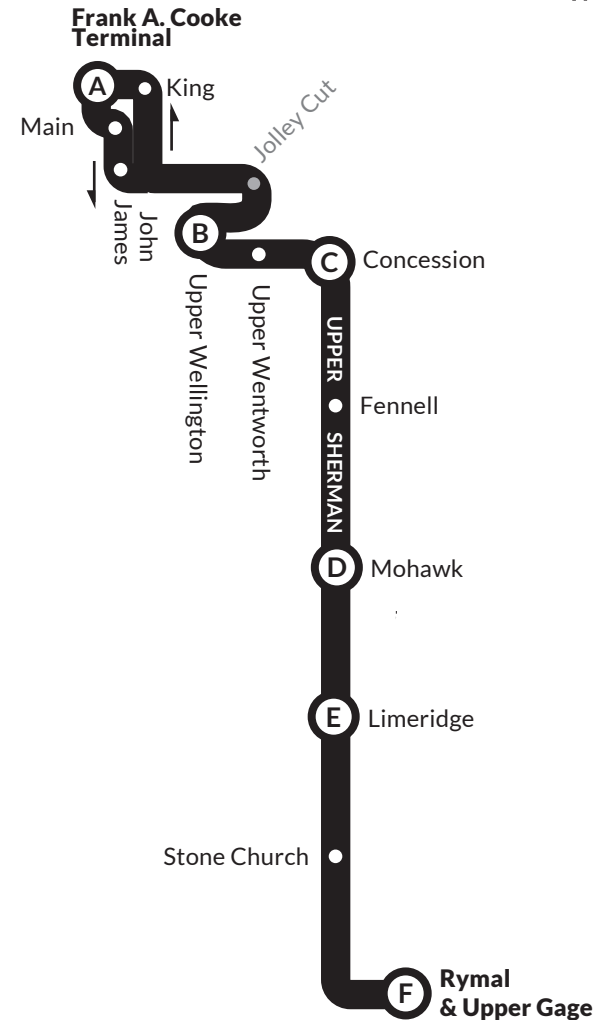 Frank A. Cooke
Terminal
A
King
Main
Jolley Cut
James
John
B
C
Concession
Upper Wellington
Upper Wentworth
UPPER
SHERMAN
Fennell
D
Mohawk
E
Limeridge
Stone Church
F
Rymal
& Upper Gage